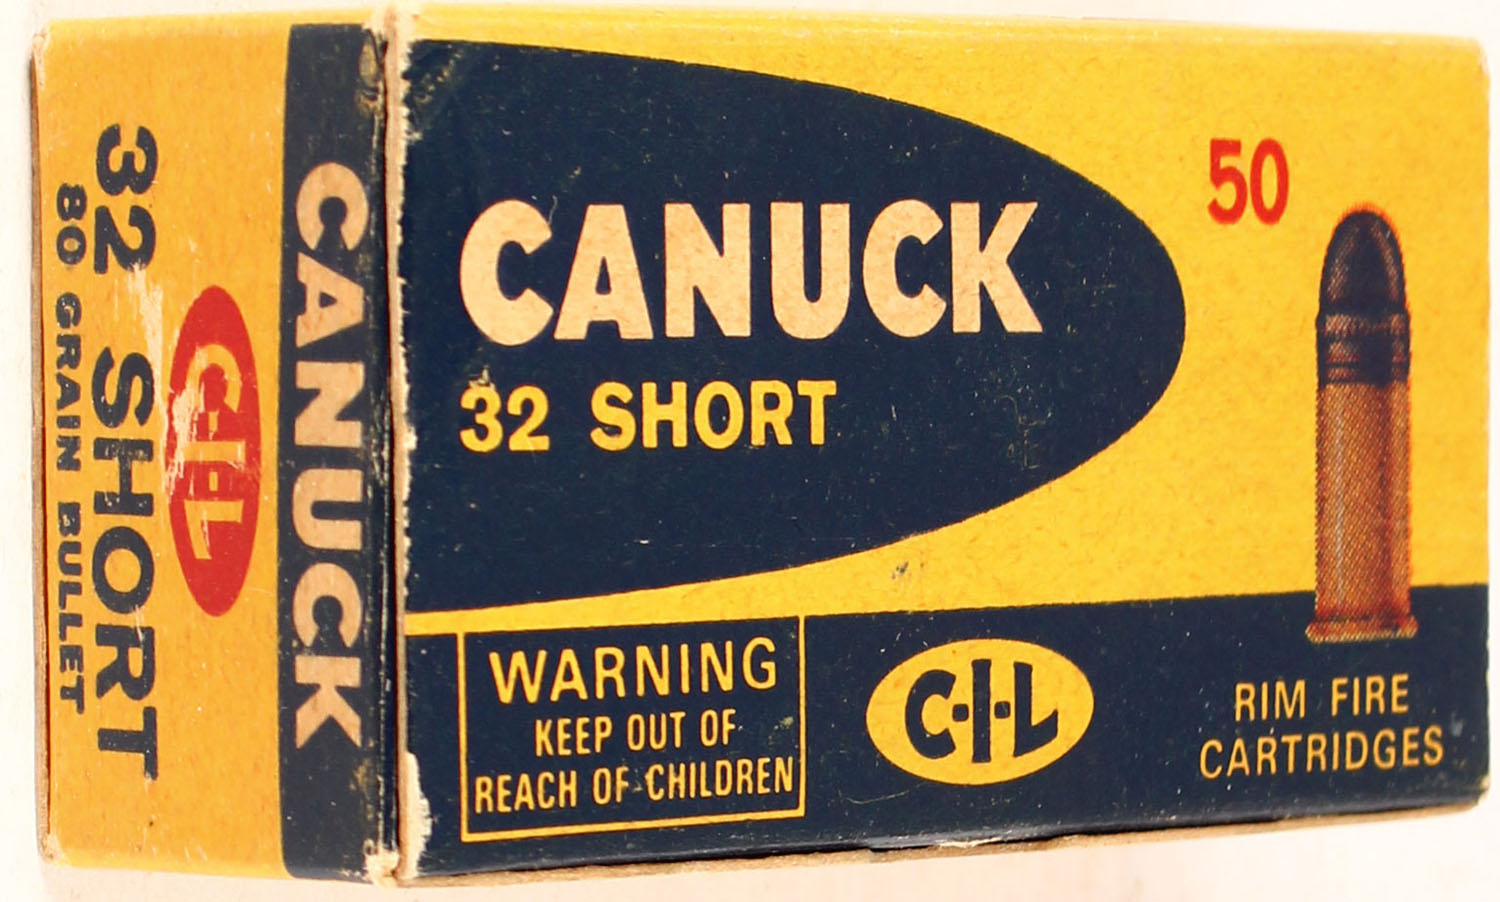 CANUCK
32 SHORT
50
WARNING
KEEP OUT OF
REACH OF CHILDREN
C-I-L
RIM FIRE
CARTRIDGES
CANUCK
C-I-L
32 SHORT
80 GRAIN BULLET